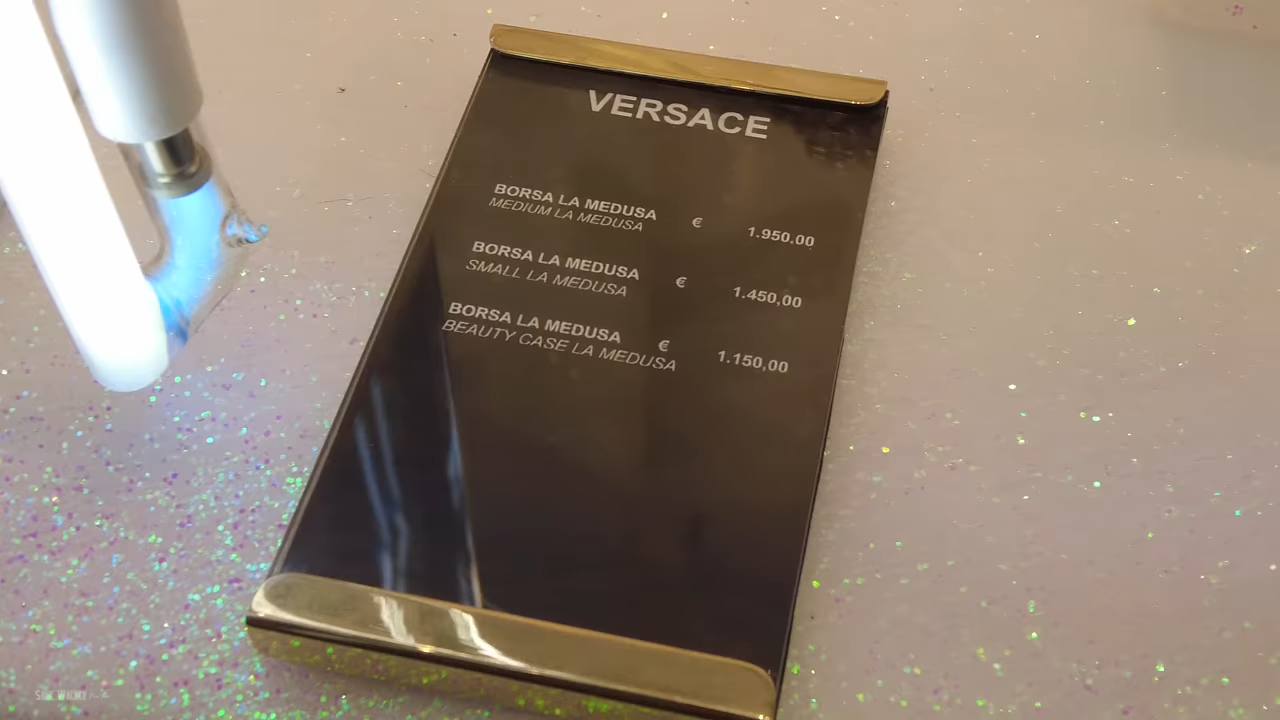 VERSACE
BORSA LA MEDUSA € 1.950,00
MEDIUM LA MEDUSA
BORSA LA MEDUSA € 1.450,00
SMALL LA MEDUSA
BORSA LA MEDUSA € 1.150,00
BEAUTY CASE LA MEDUSA